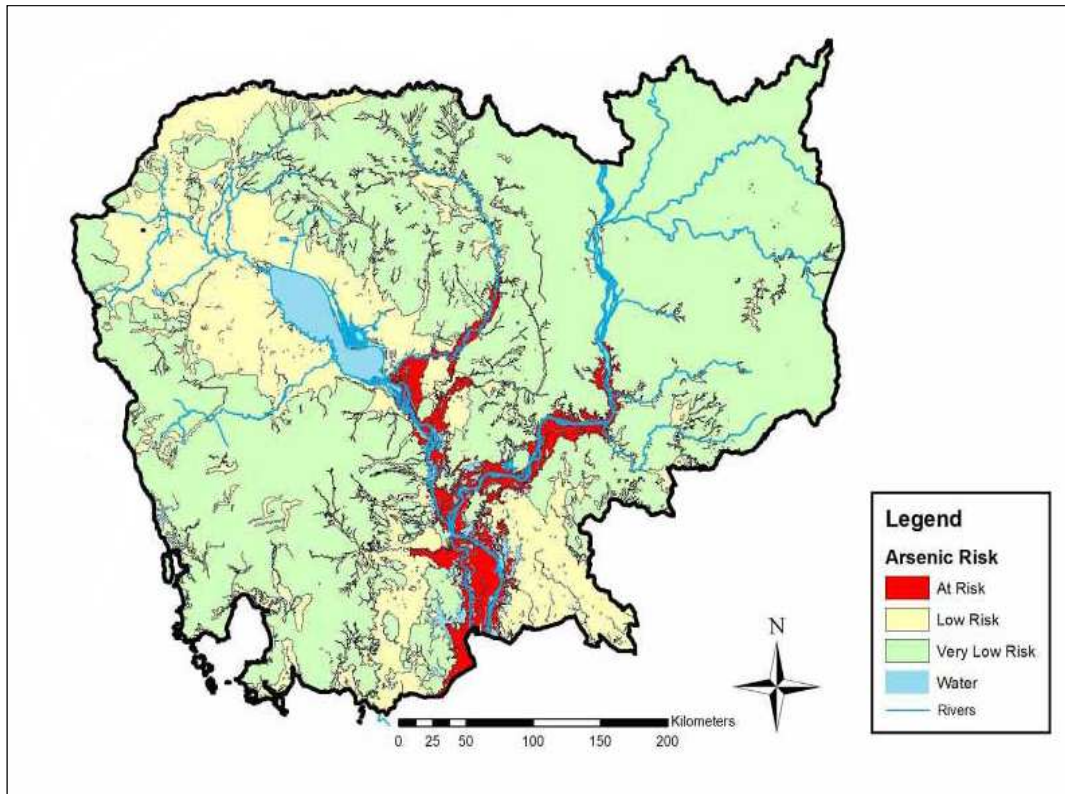 Legend
Arsenic Risk
At Risk
Low Risk
Very Low Risk
Water
Rivers
N
Kilometers
0 25 50 100 150 200